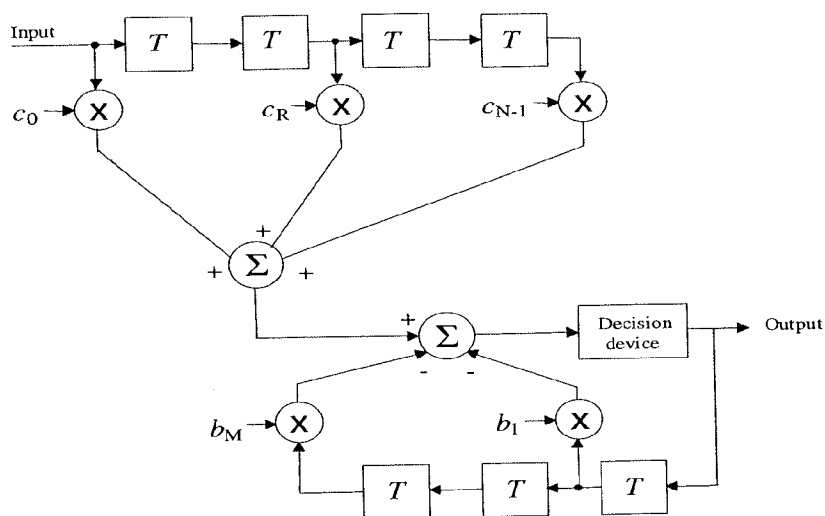 Input
T T T T
c0 X cR X cN-1 X
+
+ Σ +
+ Σ Decision device Output
- -
bM X b1 X
T T T